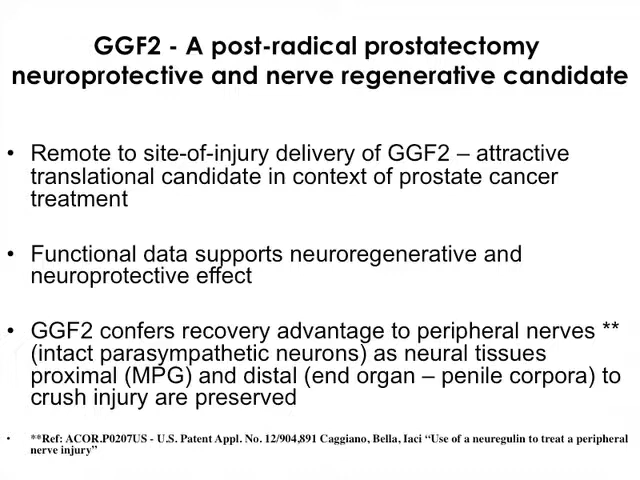 GGF2 - A post-radical prostatectomy
neuroprotective and nerve regenerative candidate
• Remote to site-of-injury delivery of GGF2 – attractive
translational candidate in context of prostate cancer
treatment
• Functional data supports neuroregenerative and
neuroprotective effect
• GGF2 confers recovery advantage to peripheral nerves **
(intact parasympathetic neurons) as neural tissues
proximal (MPG) and distal (end organ – penile corpora) to
crush injury are preserved
• **Ref: ACOR.P0207US - U.S. Patent Appl. No. 12/904,891 Caggiano, Bella, Iaci “Use of a neuregulin to treat a peripheral
nerve injury”